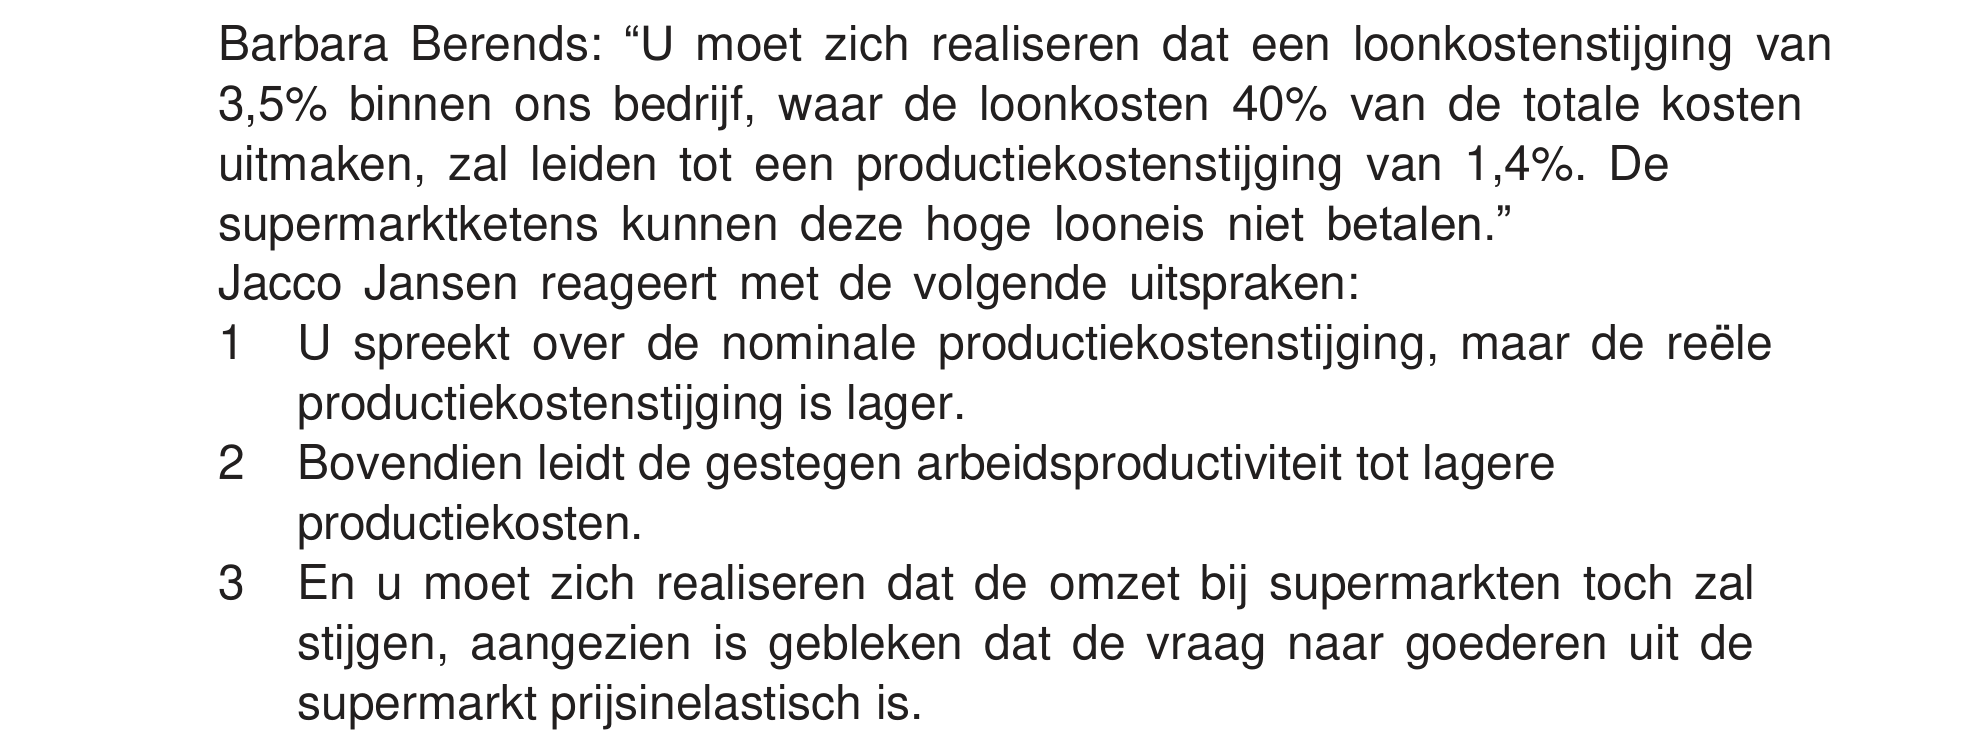 Barbara Berends: “U moet zich realiseren dat een loonkostenstijging van
3,5% binnen ons bedrijf, waar de loonkosten 40% van de totale kosten
uitmaken, zal leiden tot een productiekostenstijging van 1,4%. De
supermarktketens kunnen deze hoge looneis niet betalen.”
Jacco Jansen reageert met de volgende uitspraken:
1 U spreekt over de nominale productiekostenstijging, maar de reële
productiekostenstijging is lager.
2 Bovendien leidt de gestegen arbeidsproductiviteit tot lagere
productiekosten.
3 En u moet zich realiseren dat de omzet bij supermarkten toch zal
stijgen, aangezien is gebleken dat de vraag naar goederen uit de
supermarkt prijsinelastisch is.